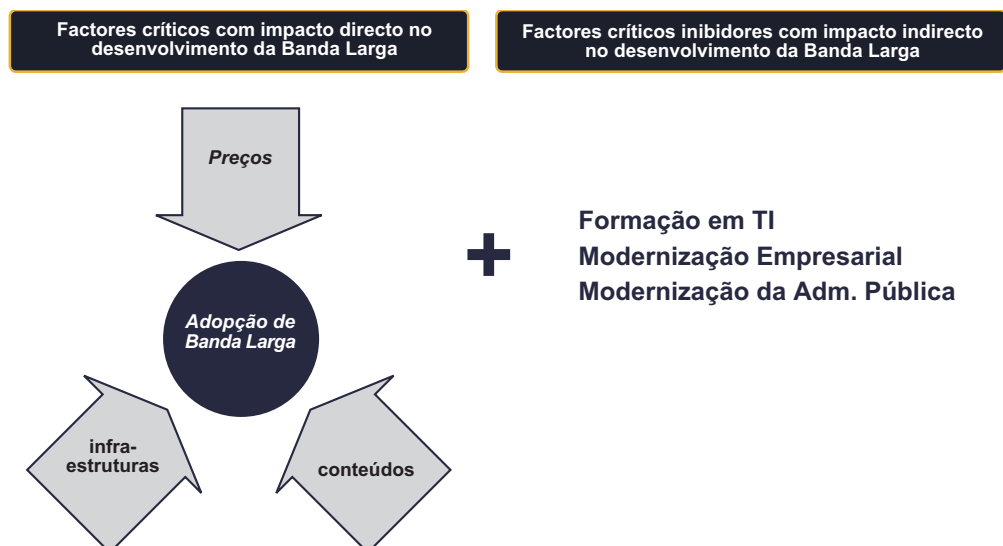 Factores críticos com impacto directo no
desenvolvimento da Banda Larga
Factores críticos inibidores com impacto indirecto
no desenvolvimento da Banda Larga
Preços
+
Formação em TI
Modernização Empresarial
Modernização da Adm. Pública
Adopção de
Banda Larga
infra-
estruturas
conteúdos